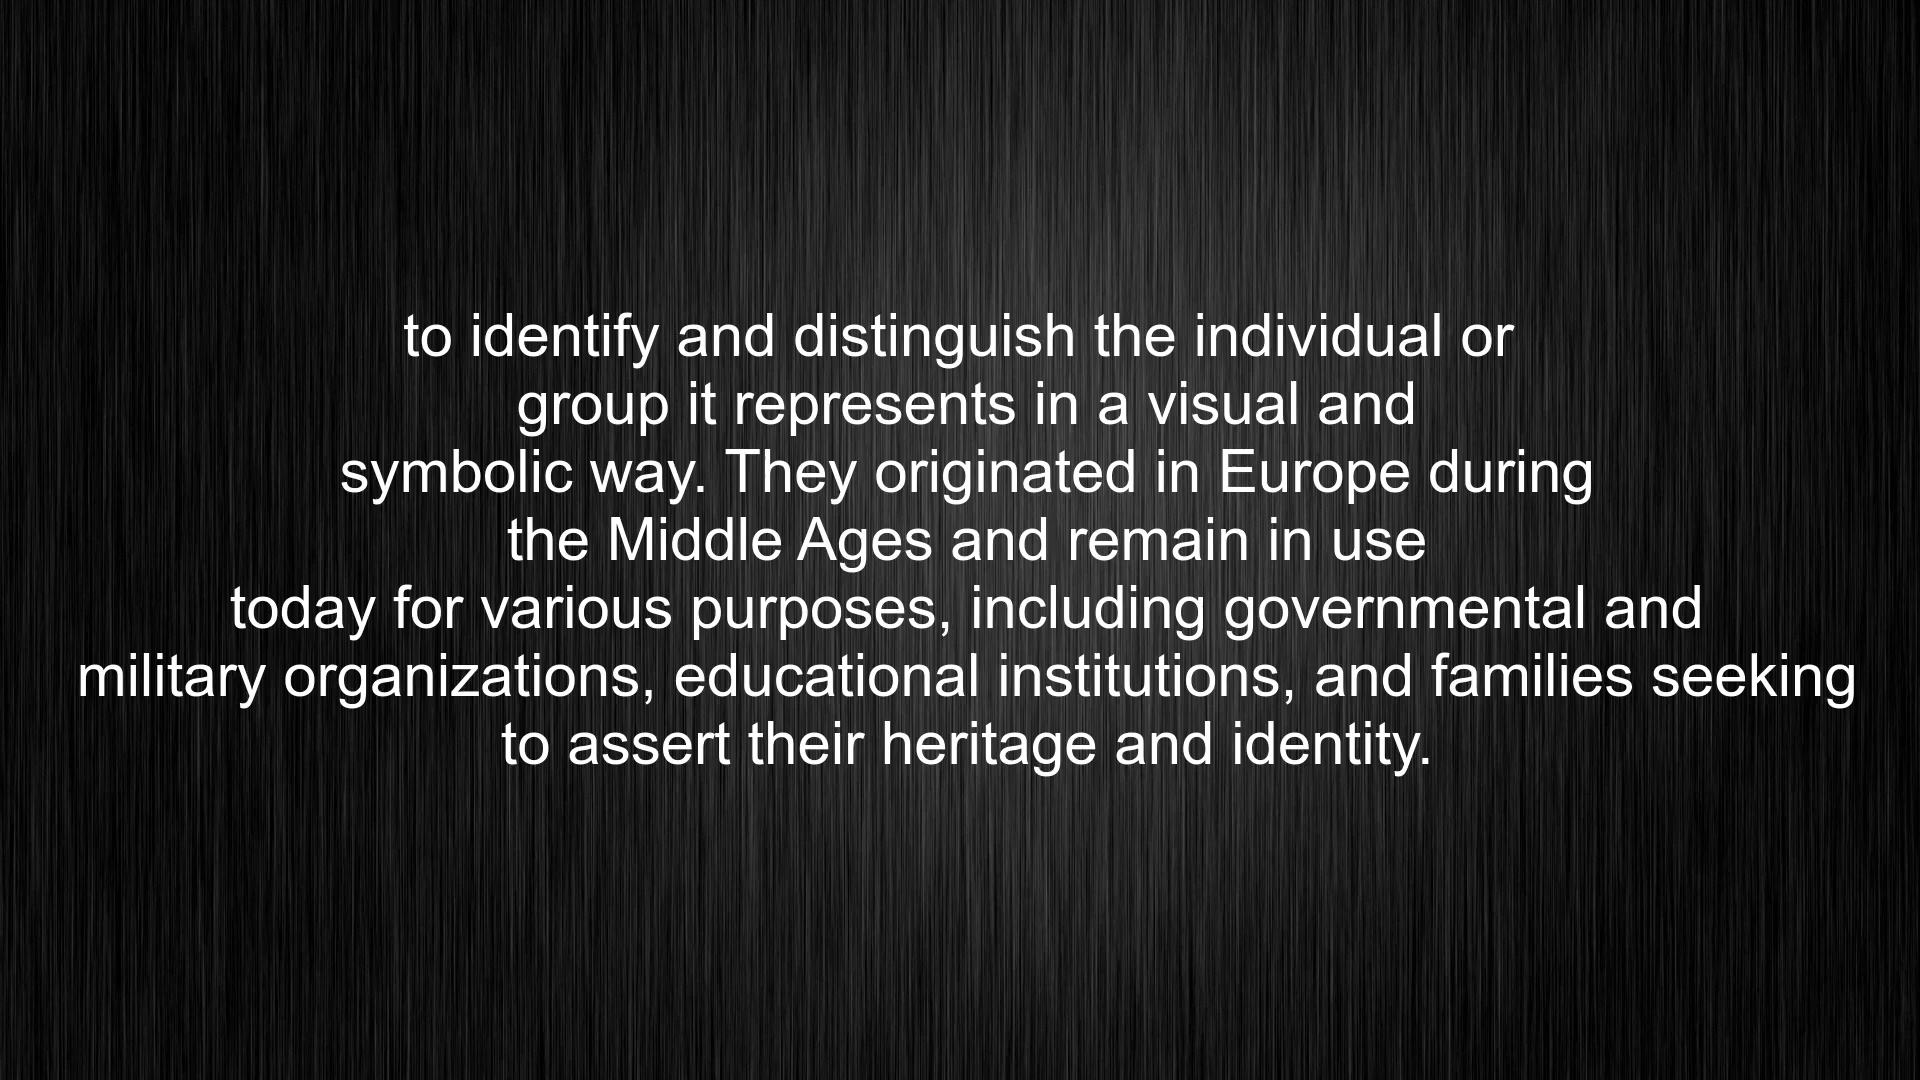 to identify and distinguish the individual or
group it represents in a visual and
symbolic way. They originated in Europe during
the Middle Ages and remain in use
today for various purposes, including governmental and
military organizations, educational institutions, and families seeking
to assert their heritage and identity.